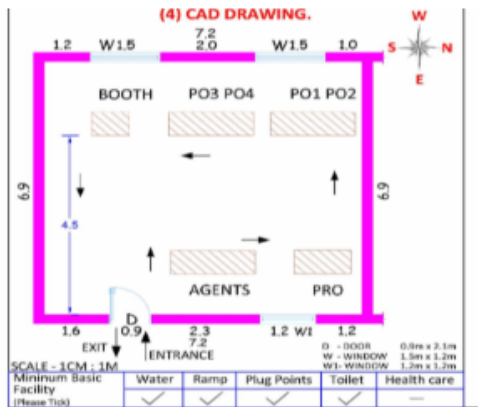 (4) CAD DRAWING.
W
S N
E
7.2
1.2 W1.5 2.0 W1.5 1.0
BOOTH PO3 PO4 PO1 PO2
6.9 6.9
4.5
AGENTS PRO
D
1.6 0.9 2.3 1.2 W1 1.2
7.2
EXIT ENTRANCE
D - DOOR 0.9m x 2.1m
W - WINDOW 1.5m x 1.2m
W1- WINDOW 1.2m x 1.2m
SCALE - 1CM : 1M
Mininum Basic Facility (Please Tick) Water Ramp Plug Points Toilet Health care